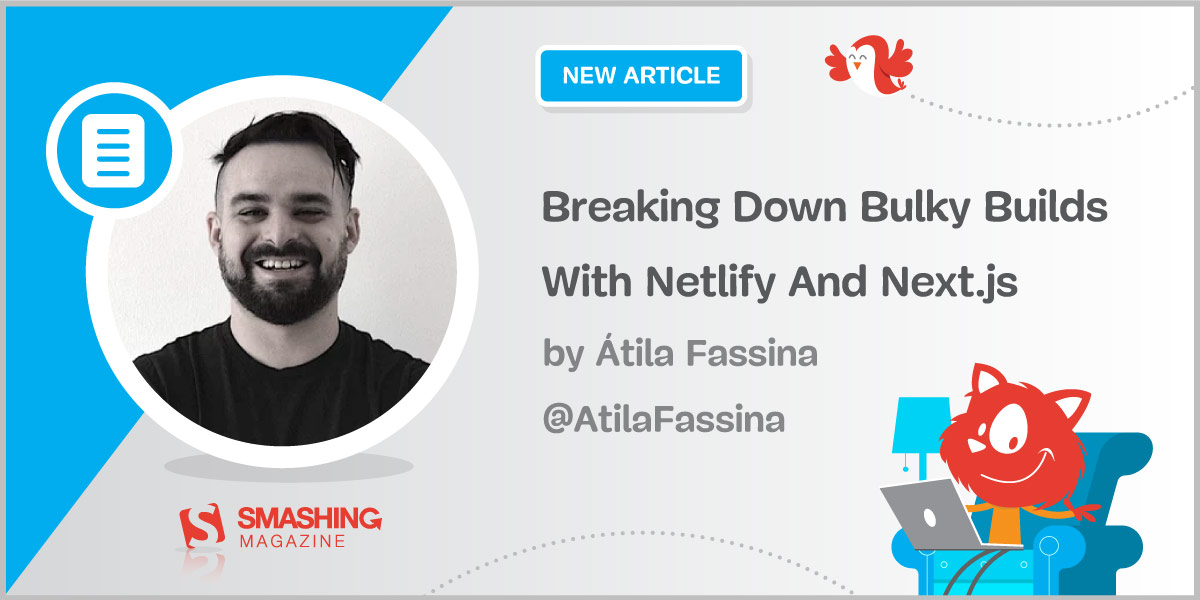 NEW ARTICLE
Breaking Down Bulky Builds
With Netlify And Next.js
by Átila Fassina
@AtilaFassina
SMASHING
MAGAZINE